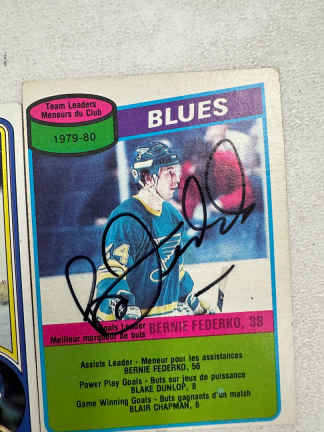 Team Leaders
Meneurs du Club
1979-80
BLUES
Goals Leader
Meilleur marqueur de buts
BERNIE FEDERKO, 38
Assists Leader - Meneur pour les assistances
BERNIE FEDERKO, 56
Power Play Goals - Buts sur jeux de puissance
BLAKE DUNLOP, 8
Game Winning Goals - Buts gagnants d'un match
BLAIR CHAPMAN, 6